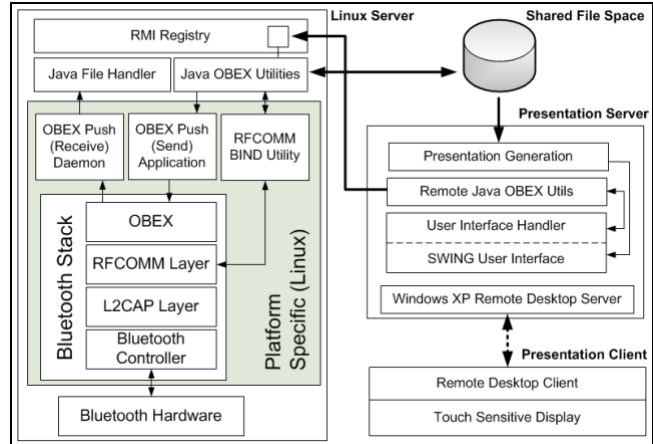 Linux Server
RMI Registry
Java File Handler
Java OBEX Utilities
OBEX Push
(Receive)
Daemon
OBEX Push
(Send)
Application
RFCOMM
BIND Utility
Bluetooth Stack
OBEX
RFCOMM Layer
L2CAP Layer
Bluetooth
Controller
Platform
Specific (Linux)
Bluetooth Hardware
Shared File Space
Presentation Server
Presentation Generation
Remote Java OBEX Utils
User Interface Handler
SWING User Interface
Windows XP Remote Desktop Server
Presentation Client
Remote Desktop Client
Touch Sensitive Display